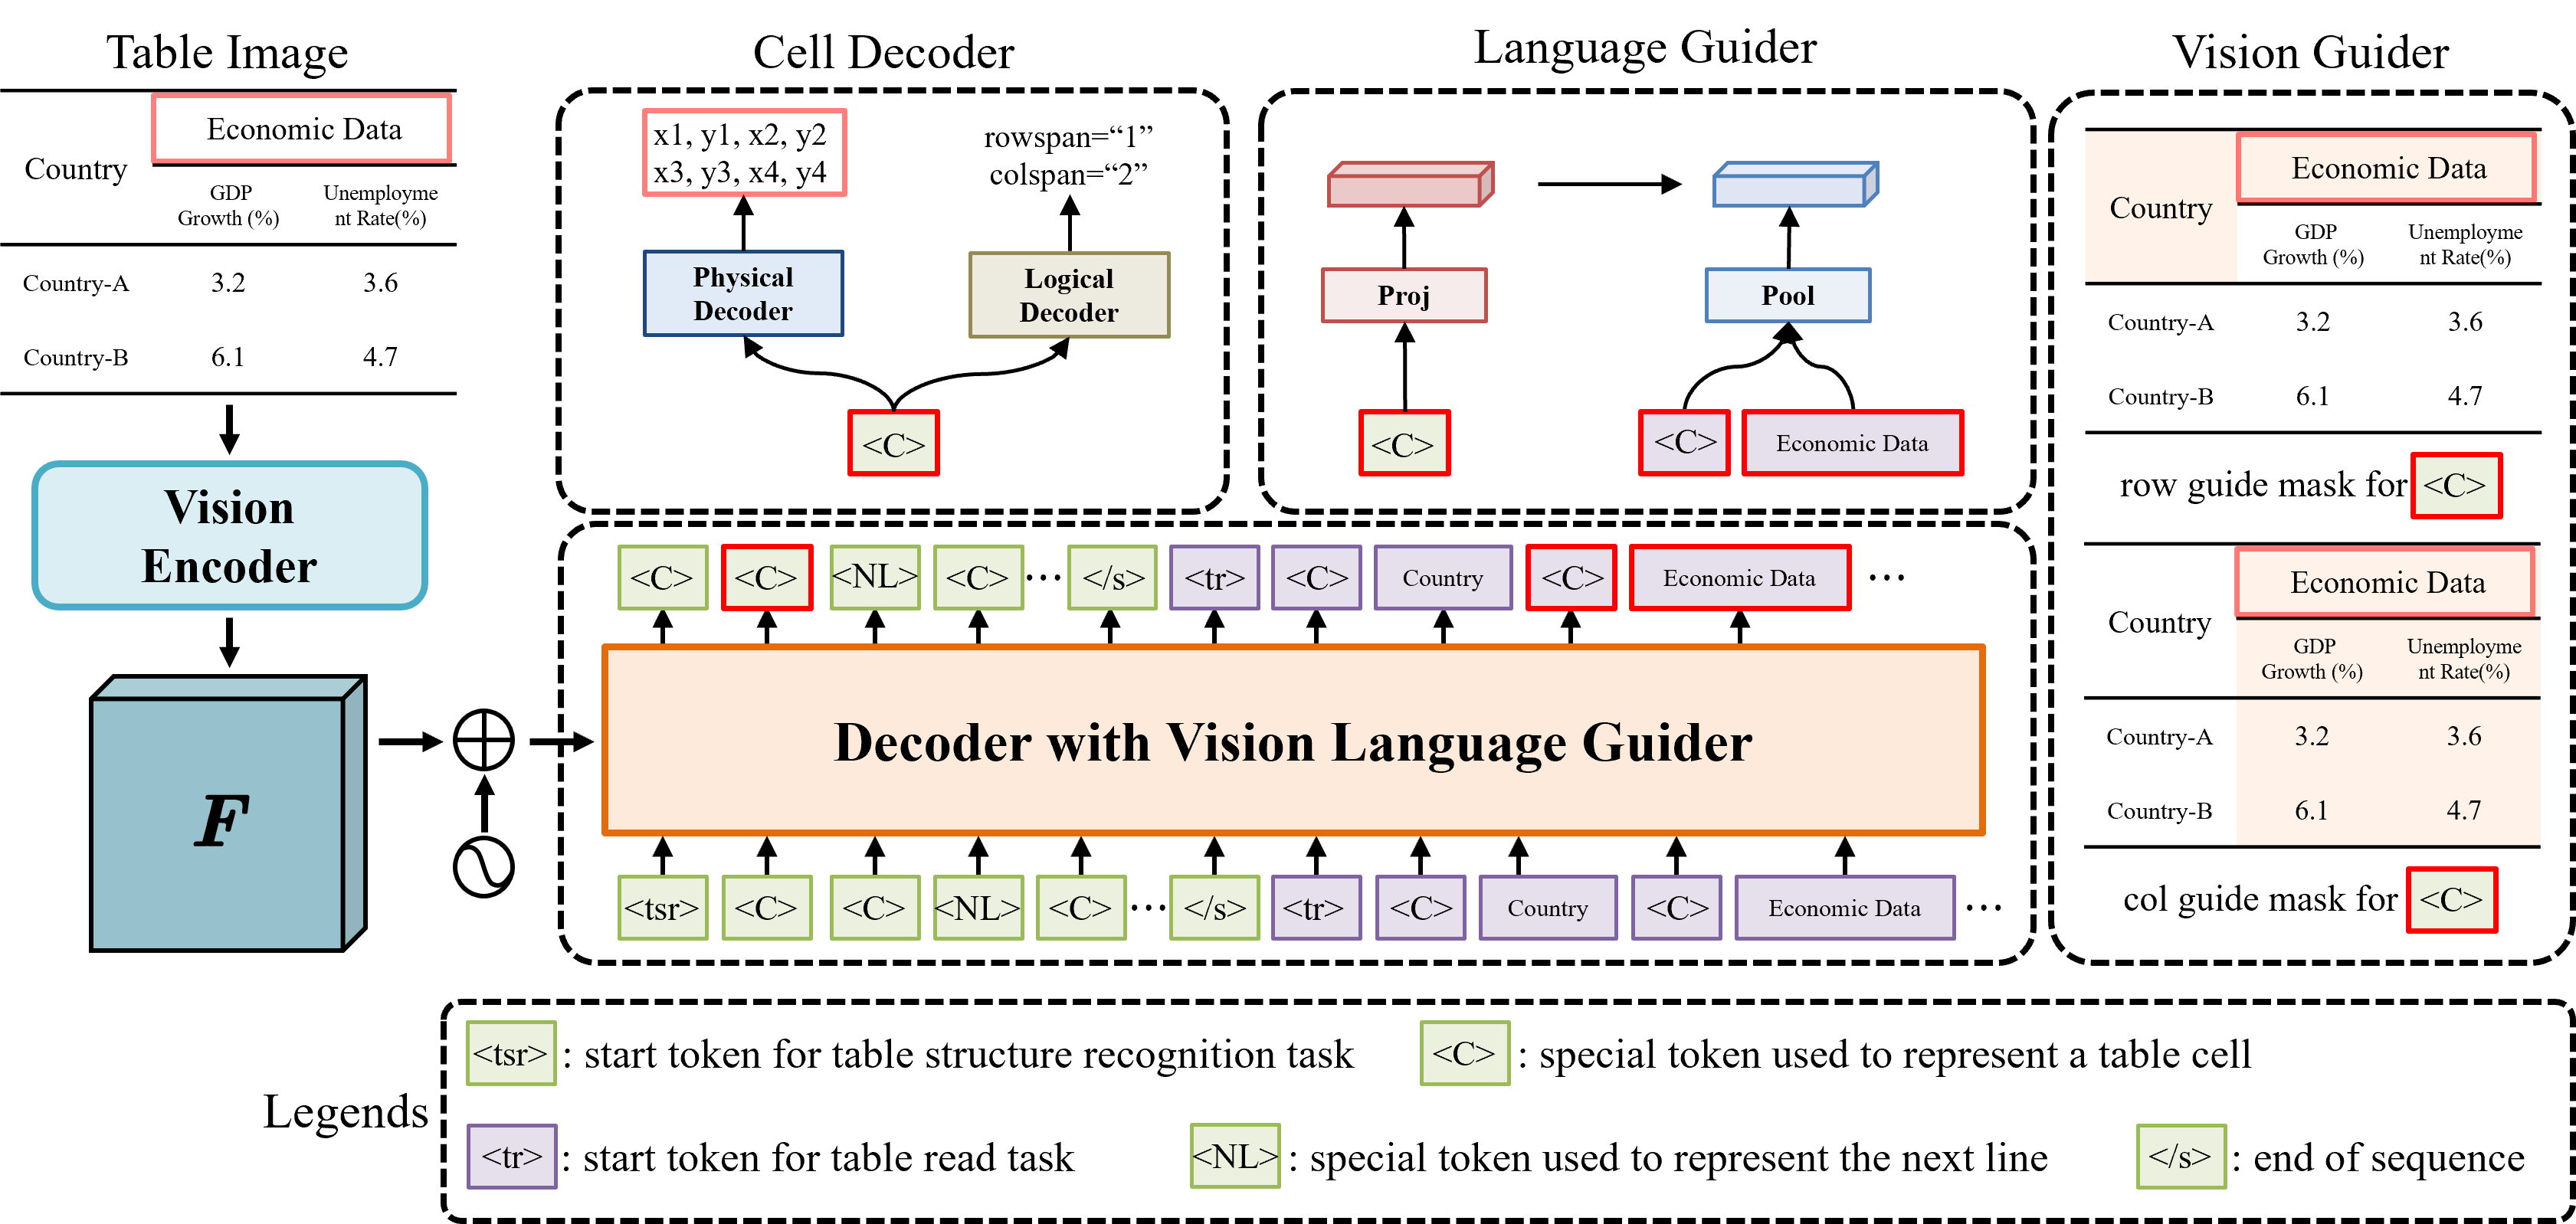 Table Image
Economic Data
Country
GDP
Growth (%)
Unemployme
nt Rate(%)
Country-A 3.2 3.6
Country-B 6.1 4.7
Vision
Encoder
F
Cell Decoder
x1, y1, x2, y2
x3, y3, x4, y4
rowspan=“1”
colspan=“2”
Physical
Decoder
Logical
Decoder
<C>
Language Guider
Proj
Pool
<C>
<C> Economic Data
<C> <C> <NL> <C> ··· </s> <tr> <C> Country <C> Economic Data ···
Decoder with Vision Language Guider
<tsr> <C> <C> <NL> <C> ··· </s> <tr> <C> Country <C> Economic Data ···
Vision Guider
Economic Data
Country
GDP
Growth (%)
Unemployme
nt Rate(%)
Country-A 3.2 3.6
Country-B 6.1 4.7
row guide mask for <C>
Economic Data
Country
GDP
Growth (%)
Unemployme
nt Rate(%)
Country-A 3.2 3.6
Country-B 6.1 4.7
col guide mask for <C>
Legends
<tsr> : start token for table structure recognition task
<C> : special token used to represent a table cell
<tr> : start token for table read task
<NL> : special token used to represent the next line
</s> : end of sequence